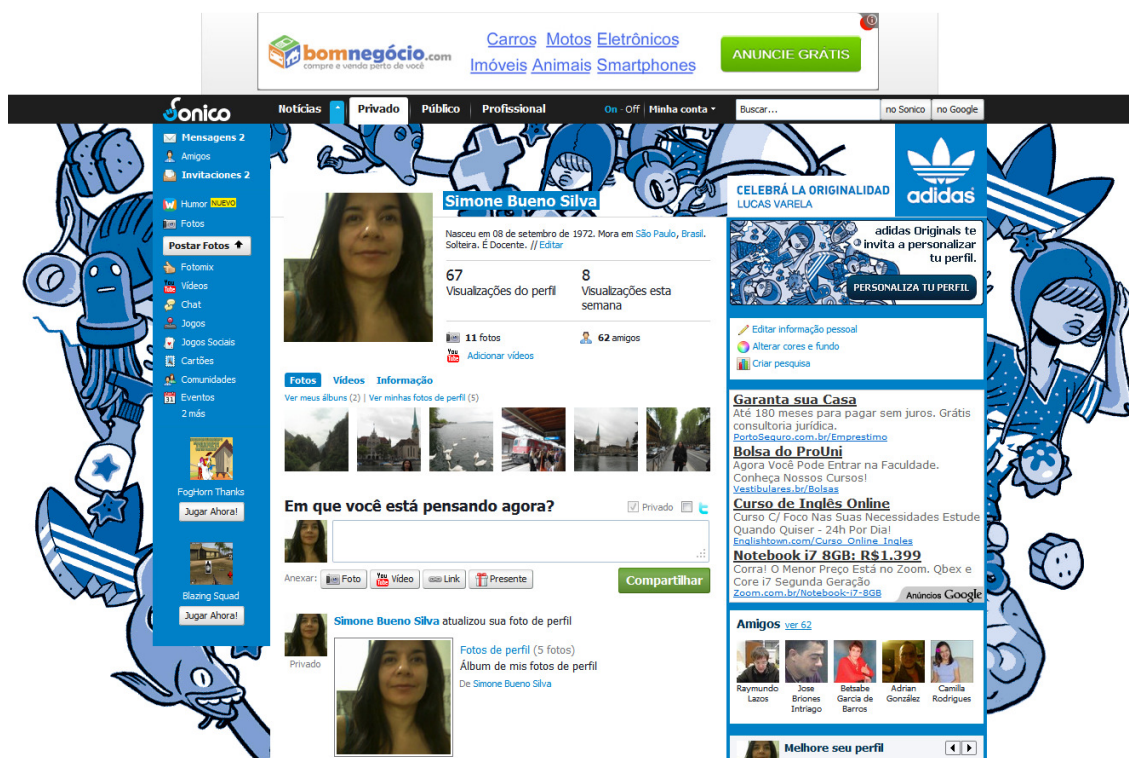 bomnegócio.com
compre e venda perto de você
Carros Motos Eletrônicos
Imóveis Animais Smartphones
ANUNCIE GRATIS
Sonico
Notícias
Privado
Público
Profissional
On - Off | Minha conta
Buscar...
no Sonico
no Google
Mensagens 2
Amigos
Invitaciones 2
Humor NUEVO
Fotos
Postar Fotos
Fotomix
Vídeos
Chat
Jogos
Jogos Sociais
Cartões
Comunidades
Eventos
2 más
FogHorn Thanks
Jugar Ahora!
Blazing Squad
Jugar Ahora!
Simone Bueno Silva
Nasceu em 08 de setembro de 1972. Mora em São Paulo, Brasil.
Solteira. É Docente. // Editar
67
Visualizações do perfil
8
Visualizações esta
semana
11 fotos
62 amigos
You Tube
Adicionar vídeos
Fotos
Vídeos
Informação
Ver meus álbuns (2) | Ver minhas fotos de perfil (5)
Em que você está pensando agora?
Privado
Anexar:
Foto
You Tube
Vídeo
Link
Presente
Compartilhar
Simone Bueno Silva atualizou sua foto de perfil
Privado
Fotos de perfil (5 fotos)
Álbum de mis fotos de perfil
De Simone Bueno Silva
CELEBRÁ LA ORIGINALIDAD
LUCAS VARELA
adidas
adidas Originals te
invita a personalizar
tu perfil.
PERSONALIZA TU PERFIL
Editar informação pessoal
Alterar cores e fundo
Criar pesquisa
Garanta sua Casa
Até 180 meses para pagar sem juros. Grátis
consultoria jurídica.
PortoSeguro.com.br/Emprestimo
Bolsa do ProUni
Agora Você Pode Entrar na Faculdade.
Conheça Nossos Cursos!
Vestibulares.br/Bolsas
Curso de Inglês Online
Curso C/ Foco Nas Suas Necessidades Estude
Quando Quiser - 24h Por Dia!
Englishtown.com/Curso_Online_Ingles
Notebook i7 8GB: R$1.399
Corra! O Menor Preço Está no Zoom. Qbex e
Core i7 Segunda Geração
Zoom.com.br/Notebook-i7-8GB
Anúncios Google
Amigos ver 62
Raymundo
Lazos
Jose
Briones
Intriago
Betsabe
Garcia de
Barros
Adrian
González
Camilla
Rodrigues
Melhore seu perfil